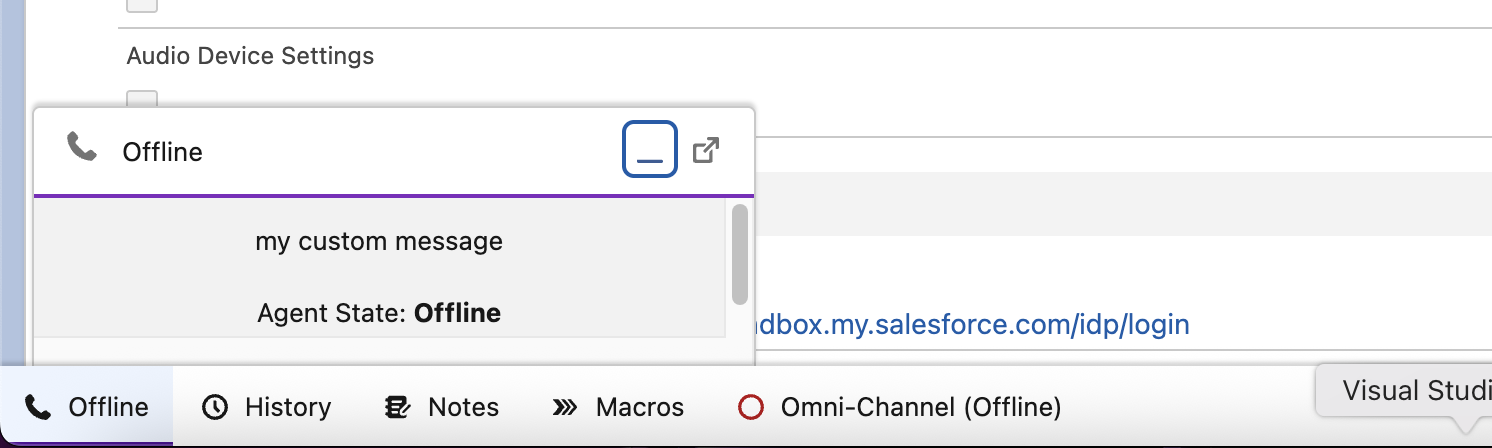 Audio Device Settings
Offline
my custom message
Agent State: Offline
dbox.my.salesforce.com/idp/login
Offline
History
Notes
Macros
Omni-Channel (Offline)
Visual Studi